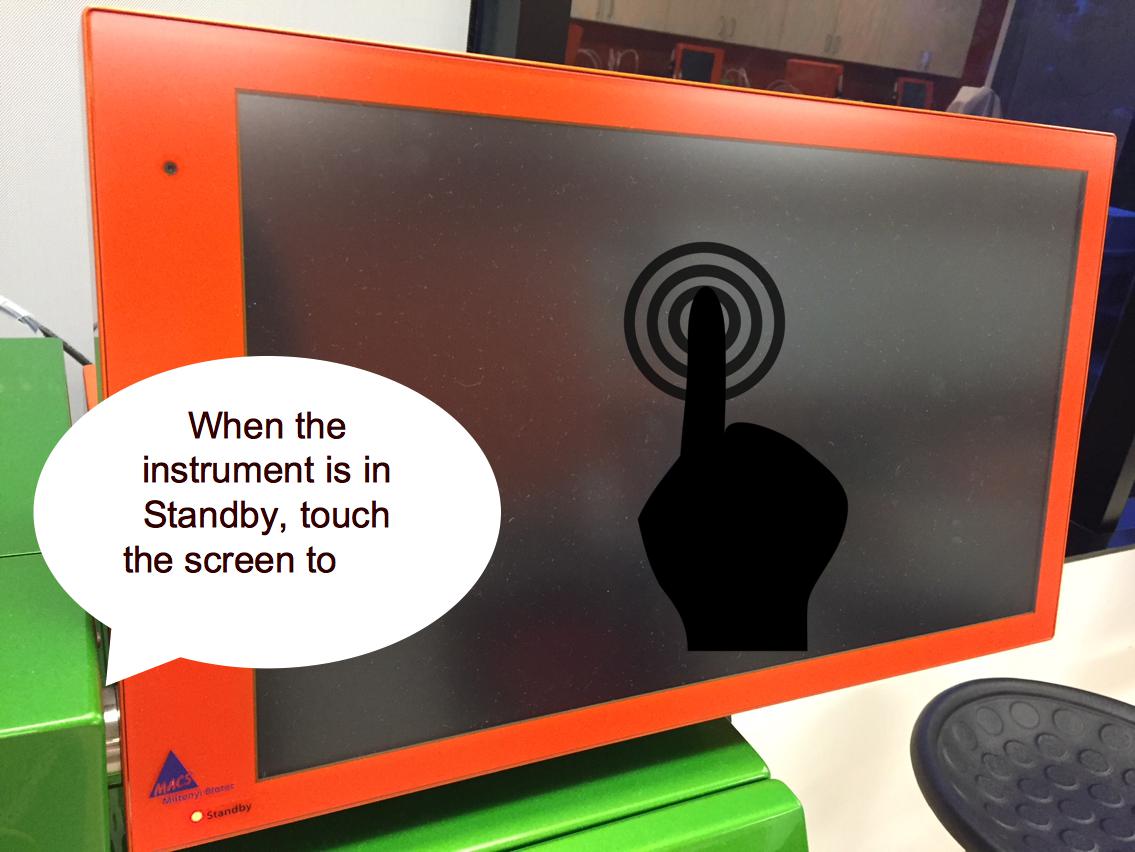 When the
instrument is in
Standby, touch
the screen to
MACS
Miltenyi Biotec
Standby